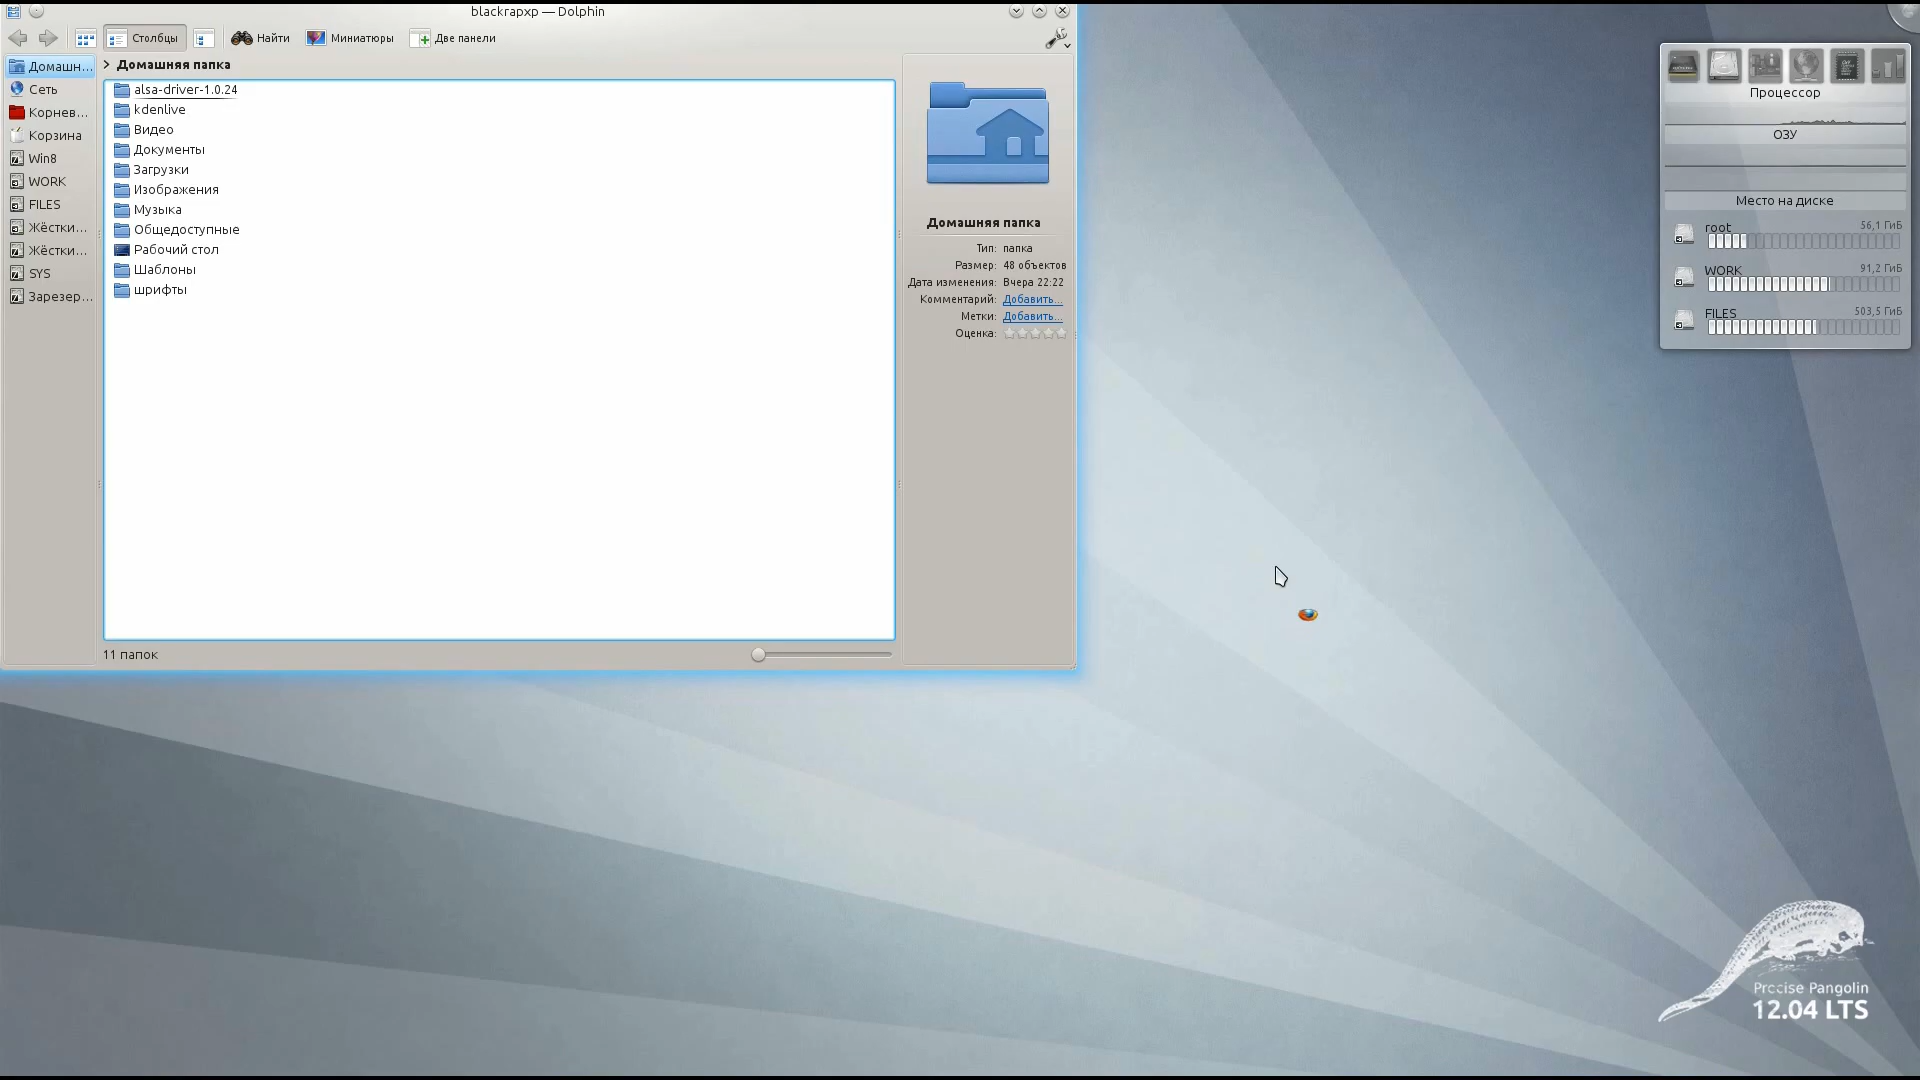 blackrapxp — Dolphin
Столбцы
Найти
Миниатюры
Две панели
Домашн...
Сеть
Корнев...
Корзина
Win8
WORK
FILES
Жёстки...
Жёстки...
SYS
Зарезер...
> Домашняя папка
alsa-driver-1.0.24
kdenlive
Видео
Документы
Загрузки
Изображения
Музыка
Общедоступные
Рабочий стол
Шаблоны
шрифты
11 папок
Домашняя папка
Тип: папка
Размер: 48 объектов
Дата изменения: Вчера 22:22
Комментарий: Добавить...
Метки: Добавить...
Оценка:
Процессор
ОЗУ
Место на диске
root 56,1 ГиБ
WORK 91,2 ГиБ
FILES 503,5 ГиБ
Precise Pangolin
12.04 LTS